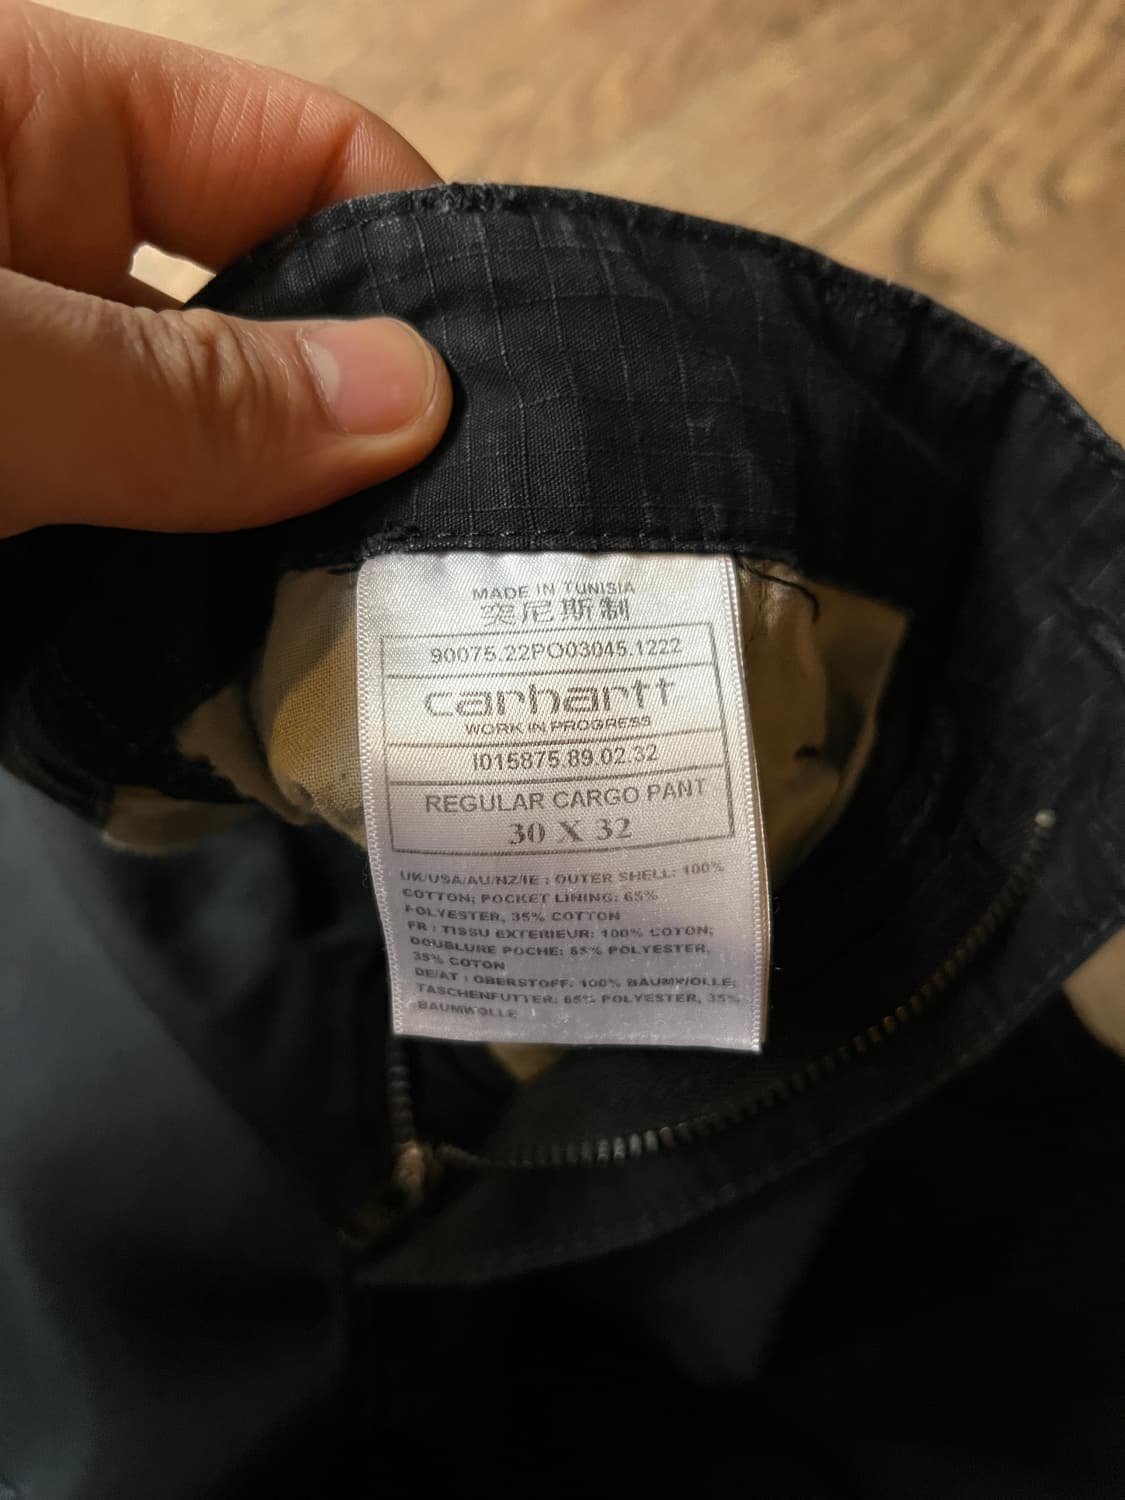 MADE IN TUNISIA
突尼斯制
90075.22PO03045.1222
carhartt
WORK IN PROGRESS
I015875.89.02.32
REGULAR CARGO PANT
30 X 32
UK/USA/AU/NZ/IE : OUTER SHELL: 100%
COTTON; POCKET LINING: 65%
POLYESTER, 35% COTTON
FR : TISSU EXTERIEUR: 100% COTON;
DOUBLURE POCHE: 65% POLYESTER,
35% COTON
DE/AT : OBERSTOFF: 100% BAUMWOLLE;
TASCHENFUTTER: 65% POLYESTER, 35%
BAUMWOLLE